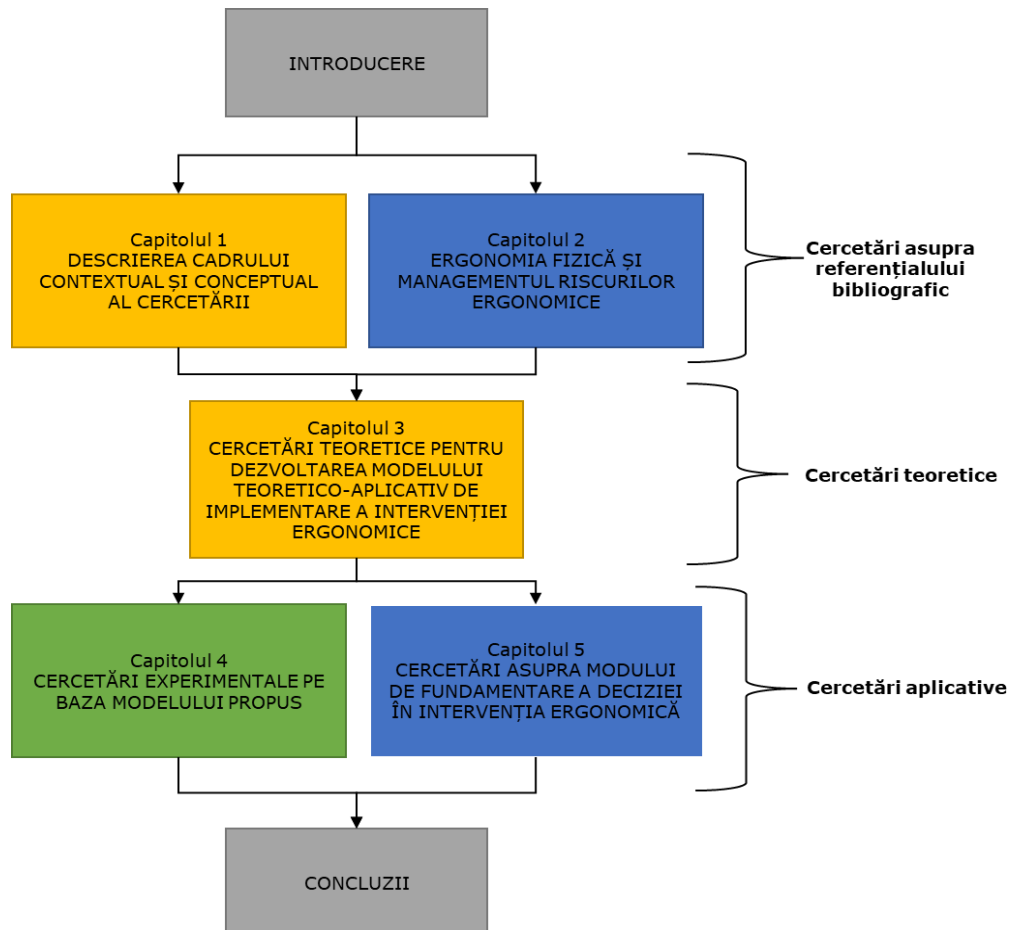 INTRODUCERE
Capitolul 1
DESCRIEREA CADRULUI
CONTEXTUAL ȘI CONCEPTUAL
AL CERCETĂRII
Capitolul 2
ERGONOMIA FIZICĂ ȘI
MANAGEMENTUL RISCURILOR
ERGONOMICE
Cercetări asupra
referențialului
bibliografic
Capitolul 3
CERCETĂRI TEORETICE PENTRU
DEZVOLTAREA MODELULUI
TEORETICO-APLICATIV DE
IMPLEMENTARE A INTERVENȚIEI
ERGONOMICE
Cercetări teoretice
Capitolul 4
CERCETĂRI EXPERIMENTALE PE
BAZA MODELULUI PROPUS
Capitolul 5
CERCETĂRI ASUPRA MODULUI
DE FUNDAMENTARE A DECIZIEI
ÎN INTERVENȚIA ERGONOMICĂ
Cercetări aplicative
CONCLUZII